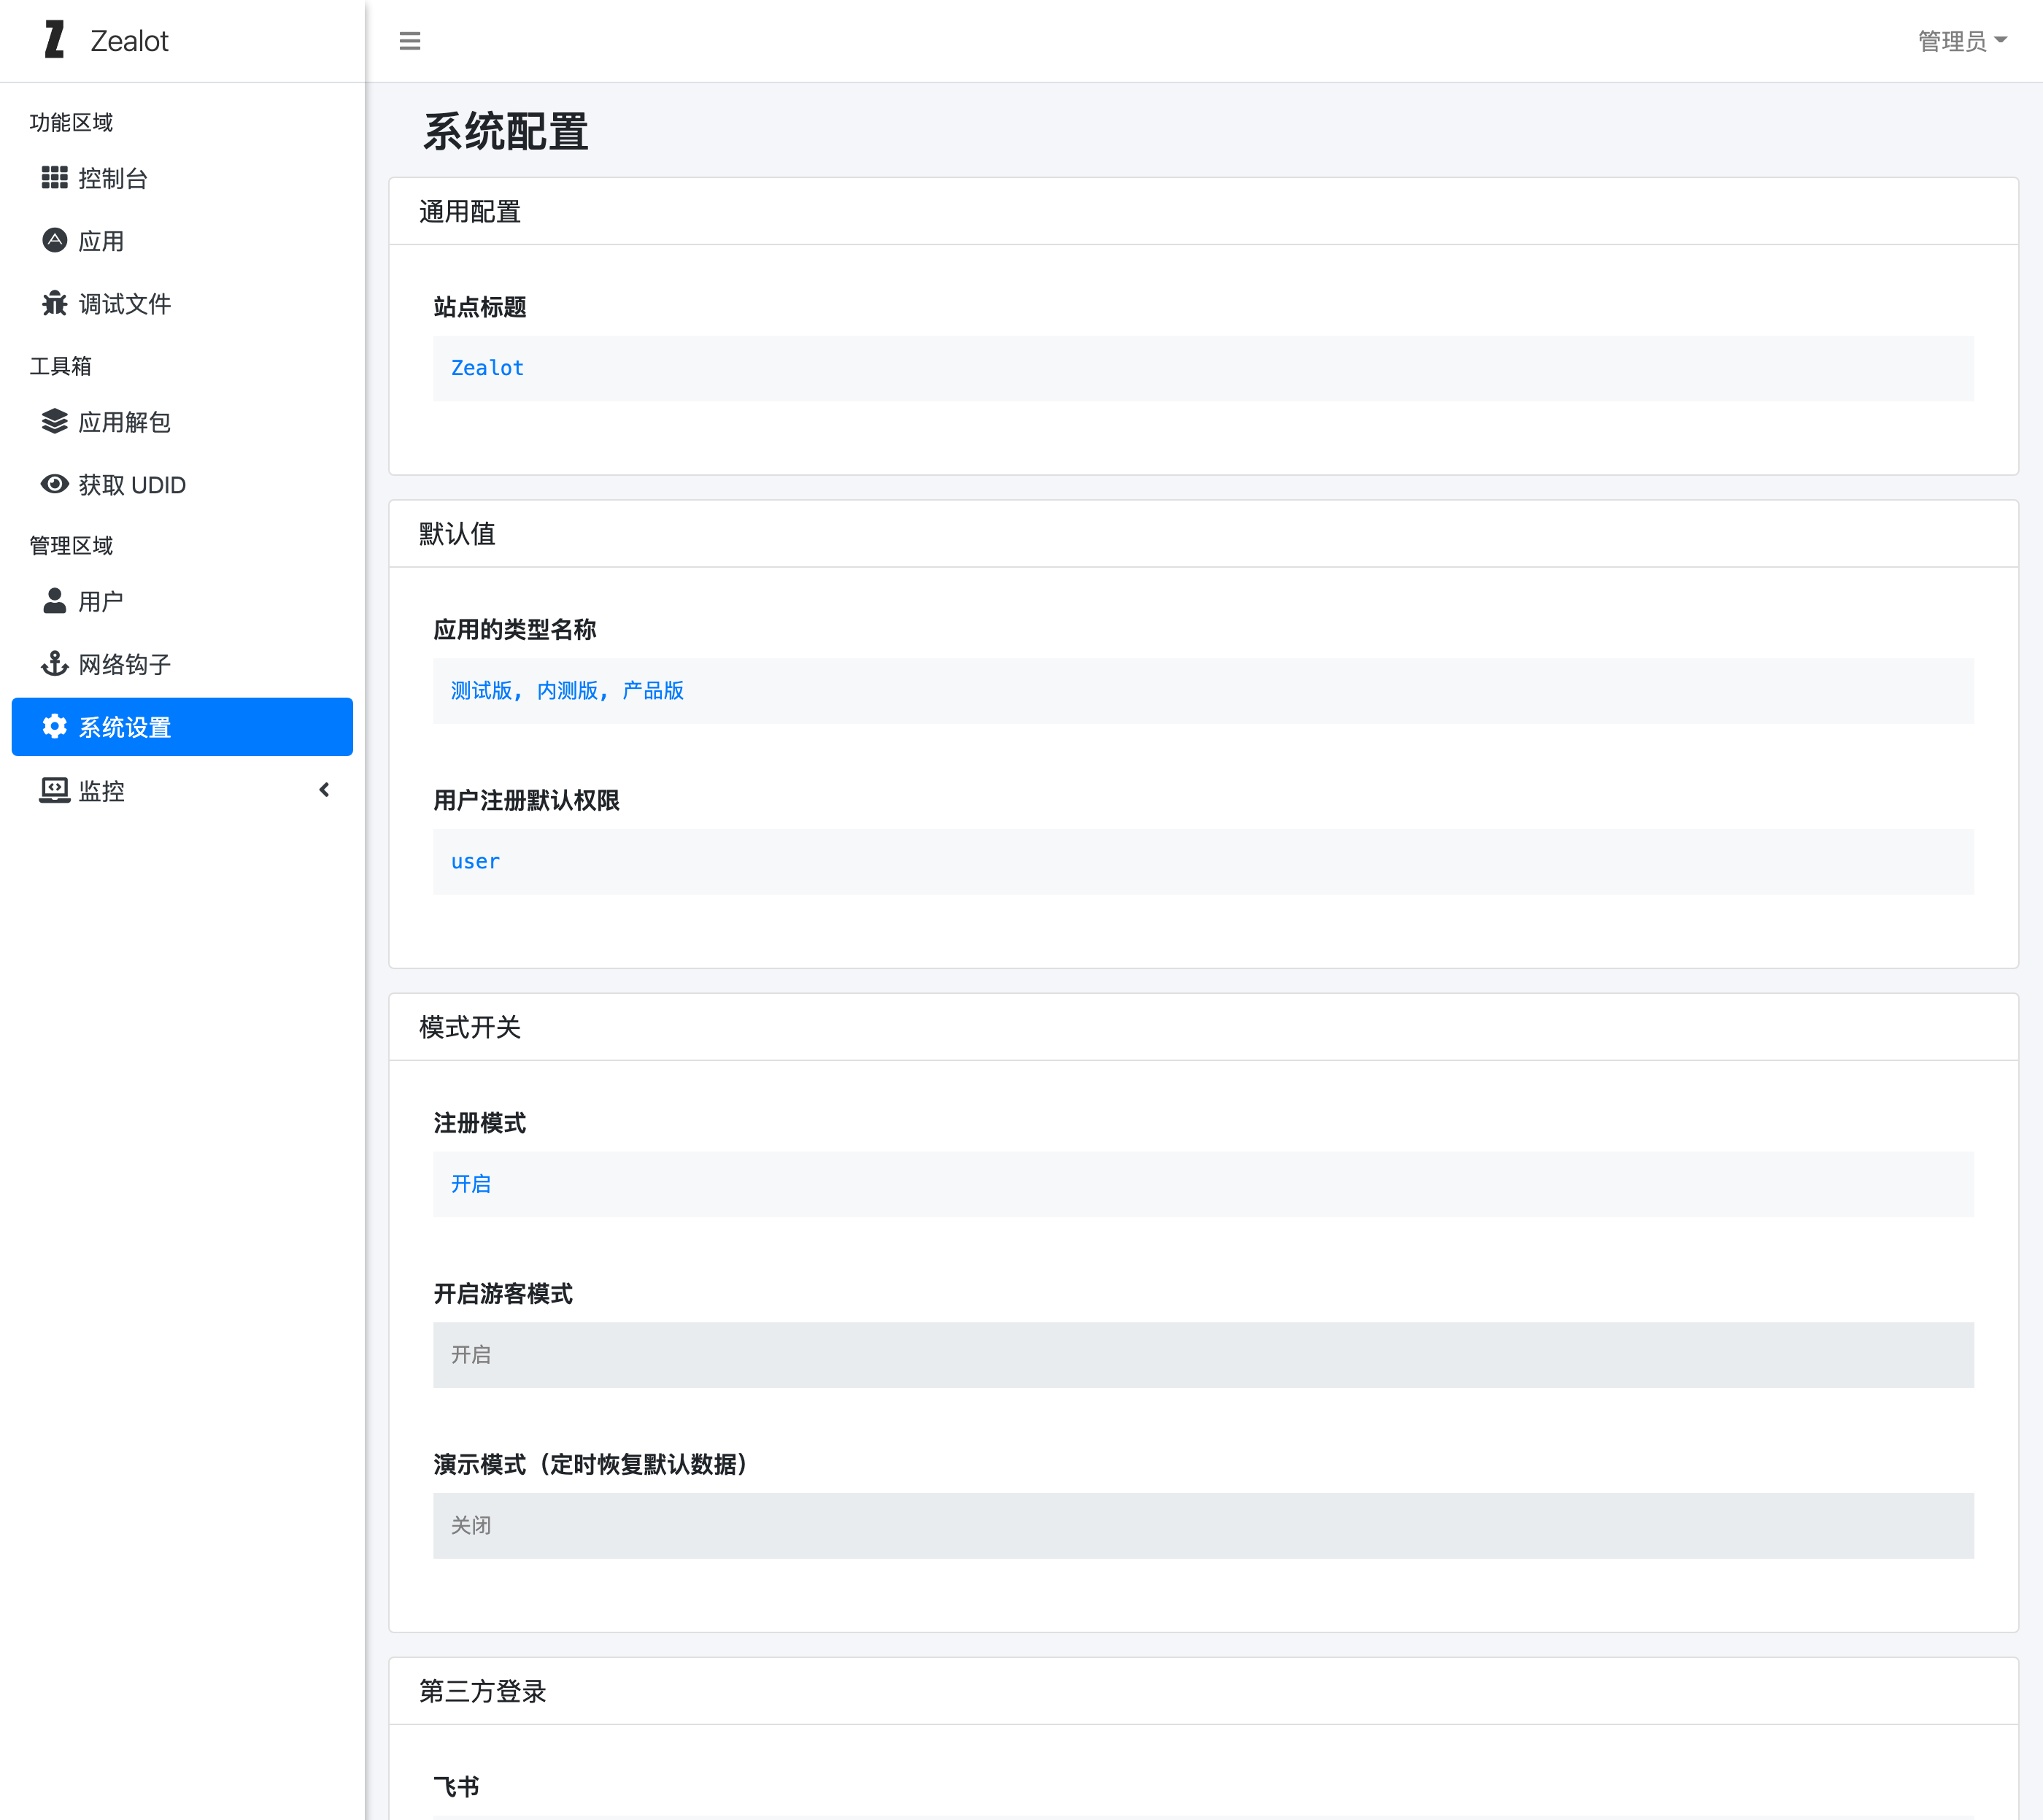 Zealot
功能区域
控制台
应用
调试文件
工具箱
应用解包
获取 UDID
管理区域
用户
网络钩子
系统设置
监控
管理员
系统配置
通用配置
站点标题
Zealot
默认值
应用的类型名称
测试版, 内测版, 产品版
用户注册默认权限
user
模式开关
注册模式
开启
开启游客模式
开启
演示模式（定时恢复默认数据）
关闭
第三方登录
飞书